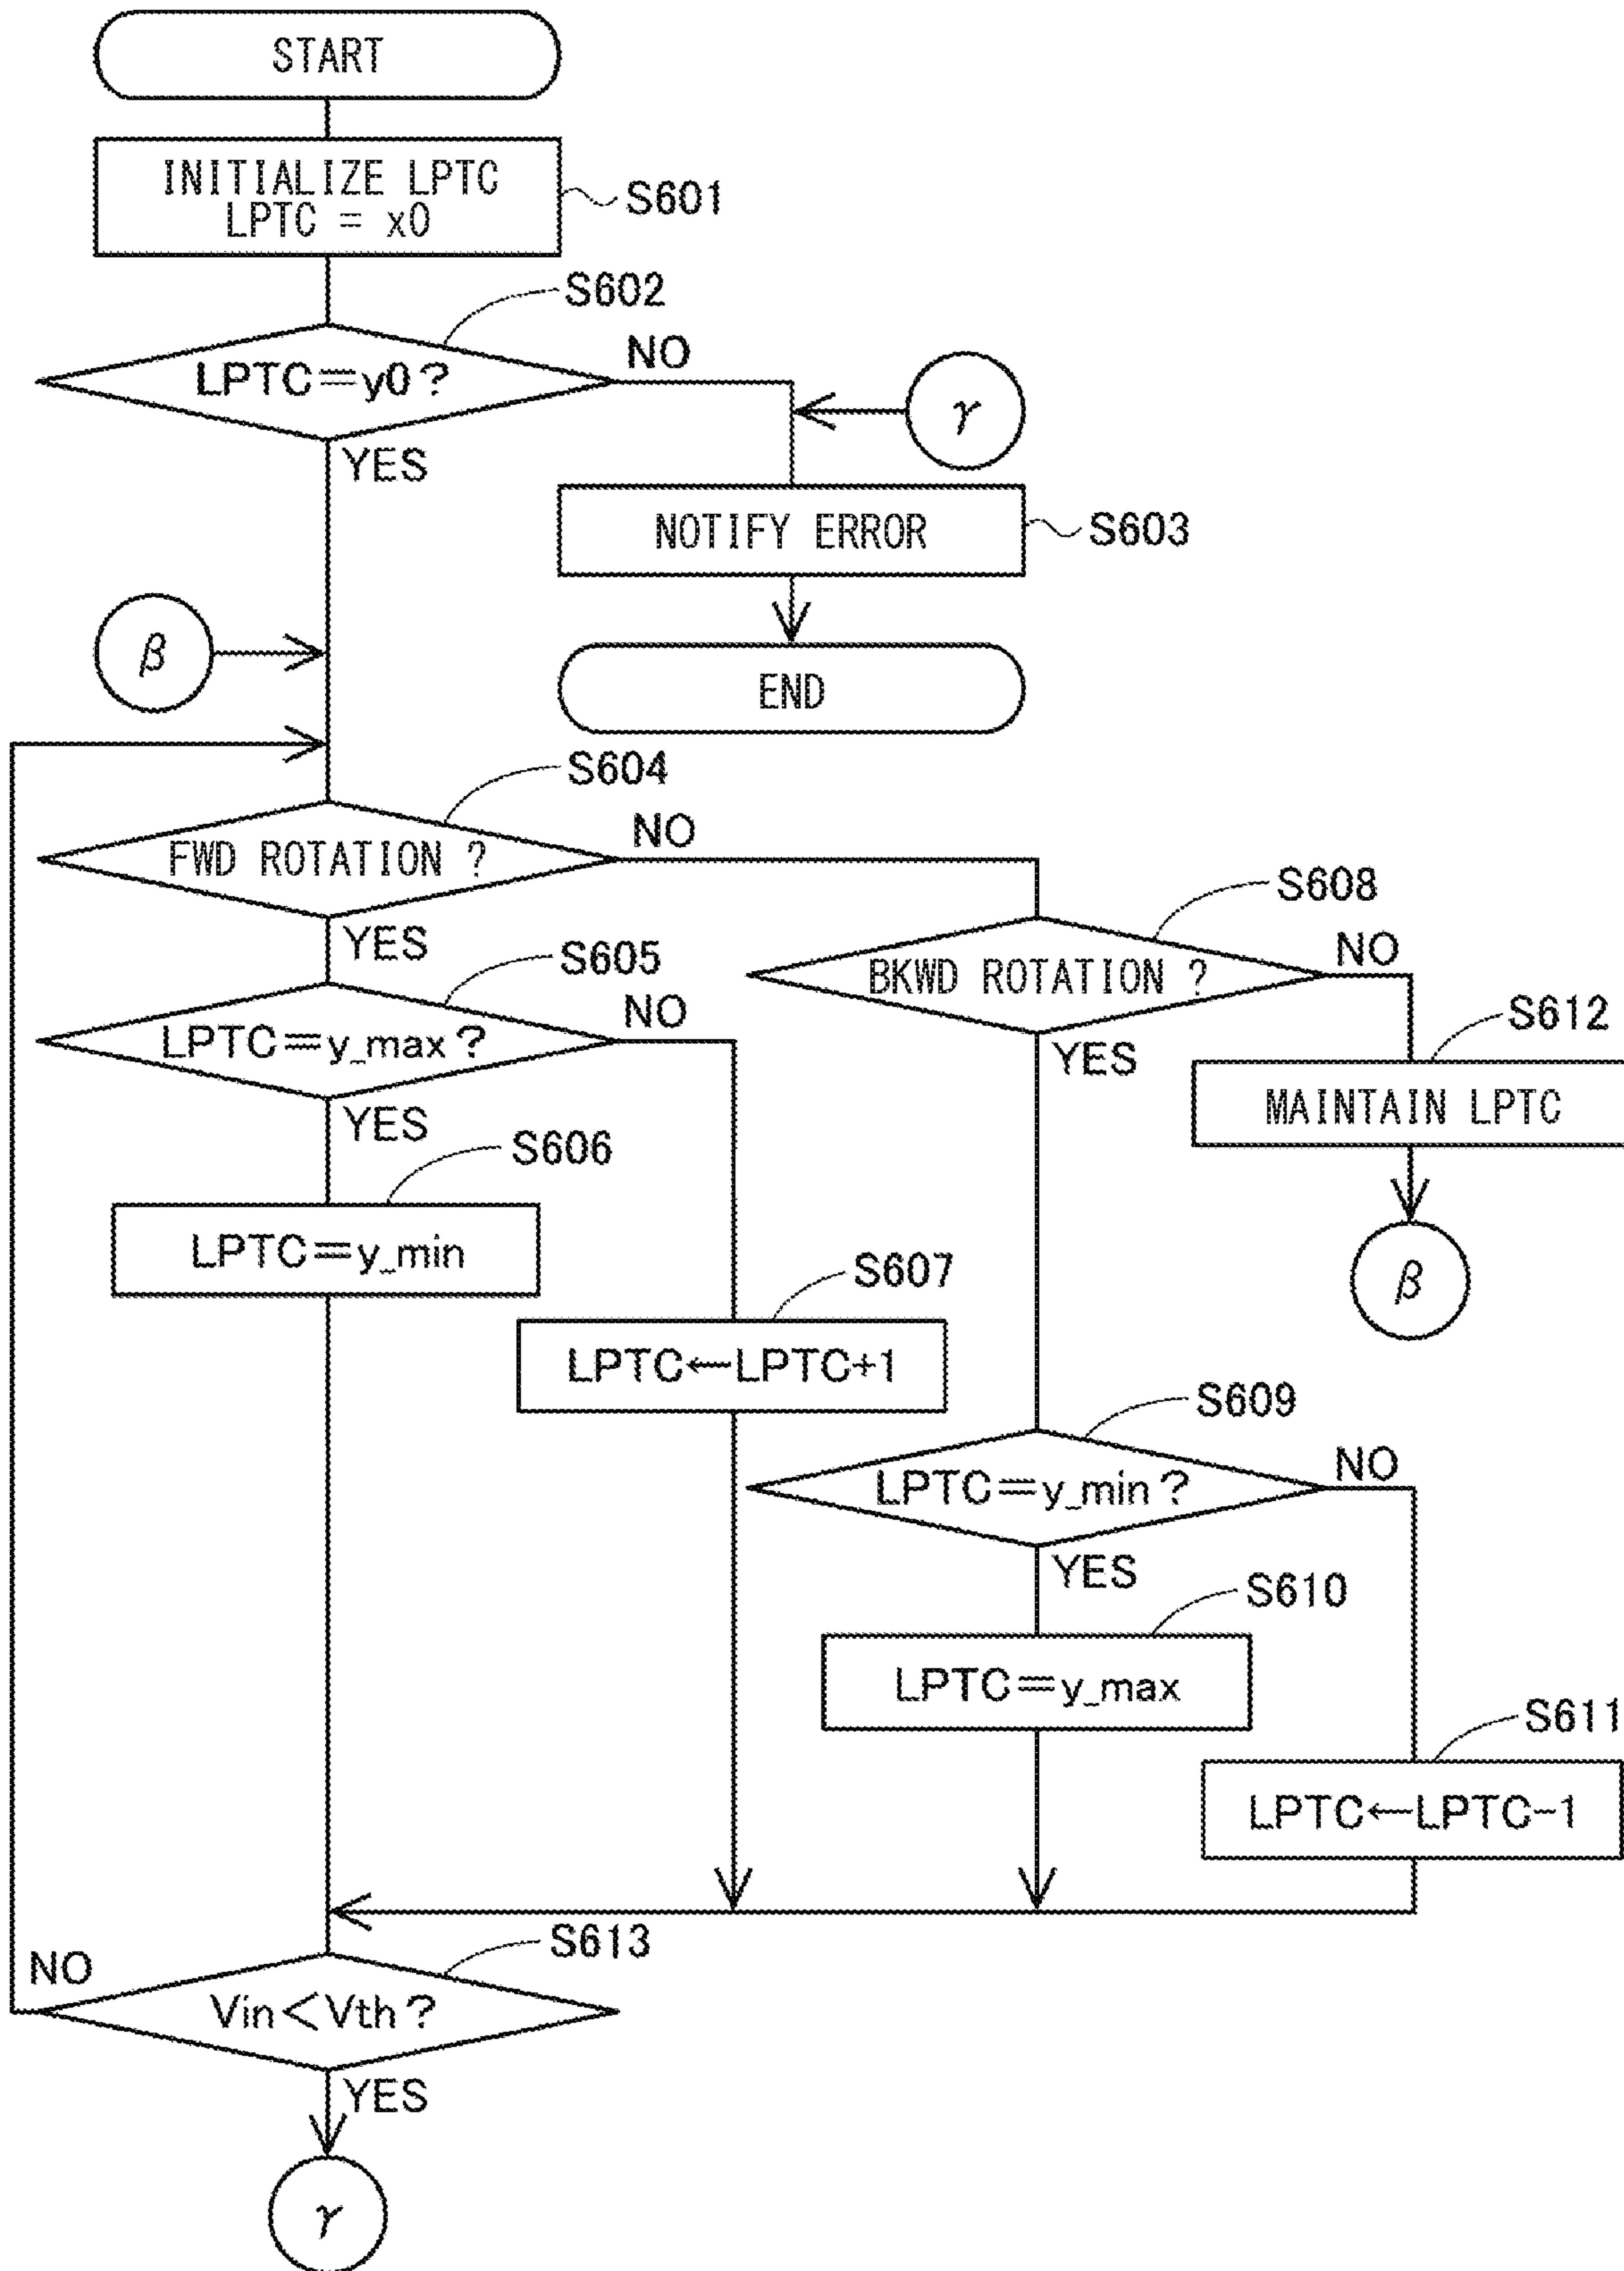 START
INITIALIZE LPTC
LPTC = x0
S601
S602
LPTC=y0?
NO
YES
γ
NOTIFY ERROR
S603
β
END
S604
FWD ROTATION ?
NO
YES
S608
BKWD ROTATION ?
NO
YES
S605
LPTC=y_max?
NO
YES
S612
MAINTAIN LPTC
β
S606
LPTC=y_min
S607
LPTC←LPTC+1
S609
LPTC=y_min?
NO
YES
S610
LPTC=y_max
S611
LPTC←LPTC-1
S613
NO
Vin<Vth?
YES
γ